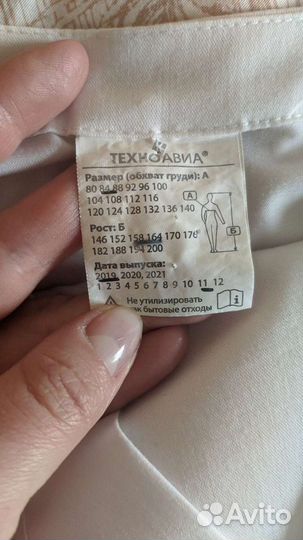 ТЕХНОАВИА®
Размер (обхват груди): А
80 84 88 92 96 100
104 108 112 116
120 124 128 132 136 140
А
Рост: Б
146 152 158 164 170 176
182 188 194 200
Б
Дата выпуска:
2019, 2020, 2021
1 2 3 4 5 6 7 8 9 10 11 12
Не утилизировать
как бытовые отходы
Avito